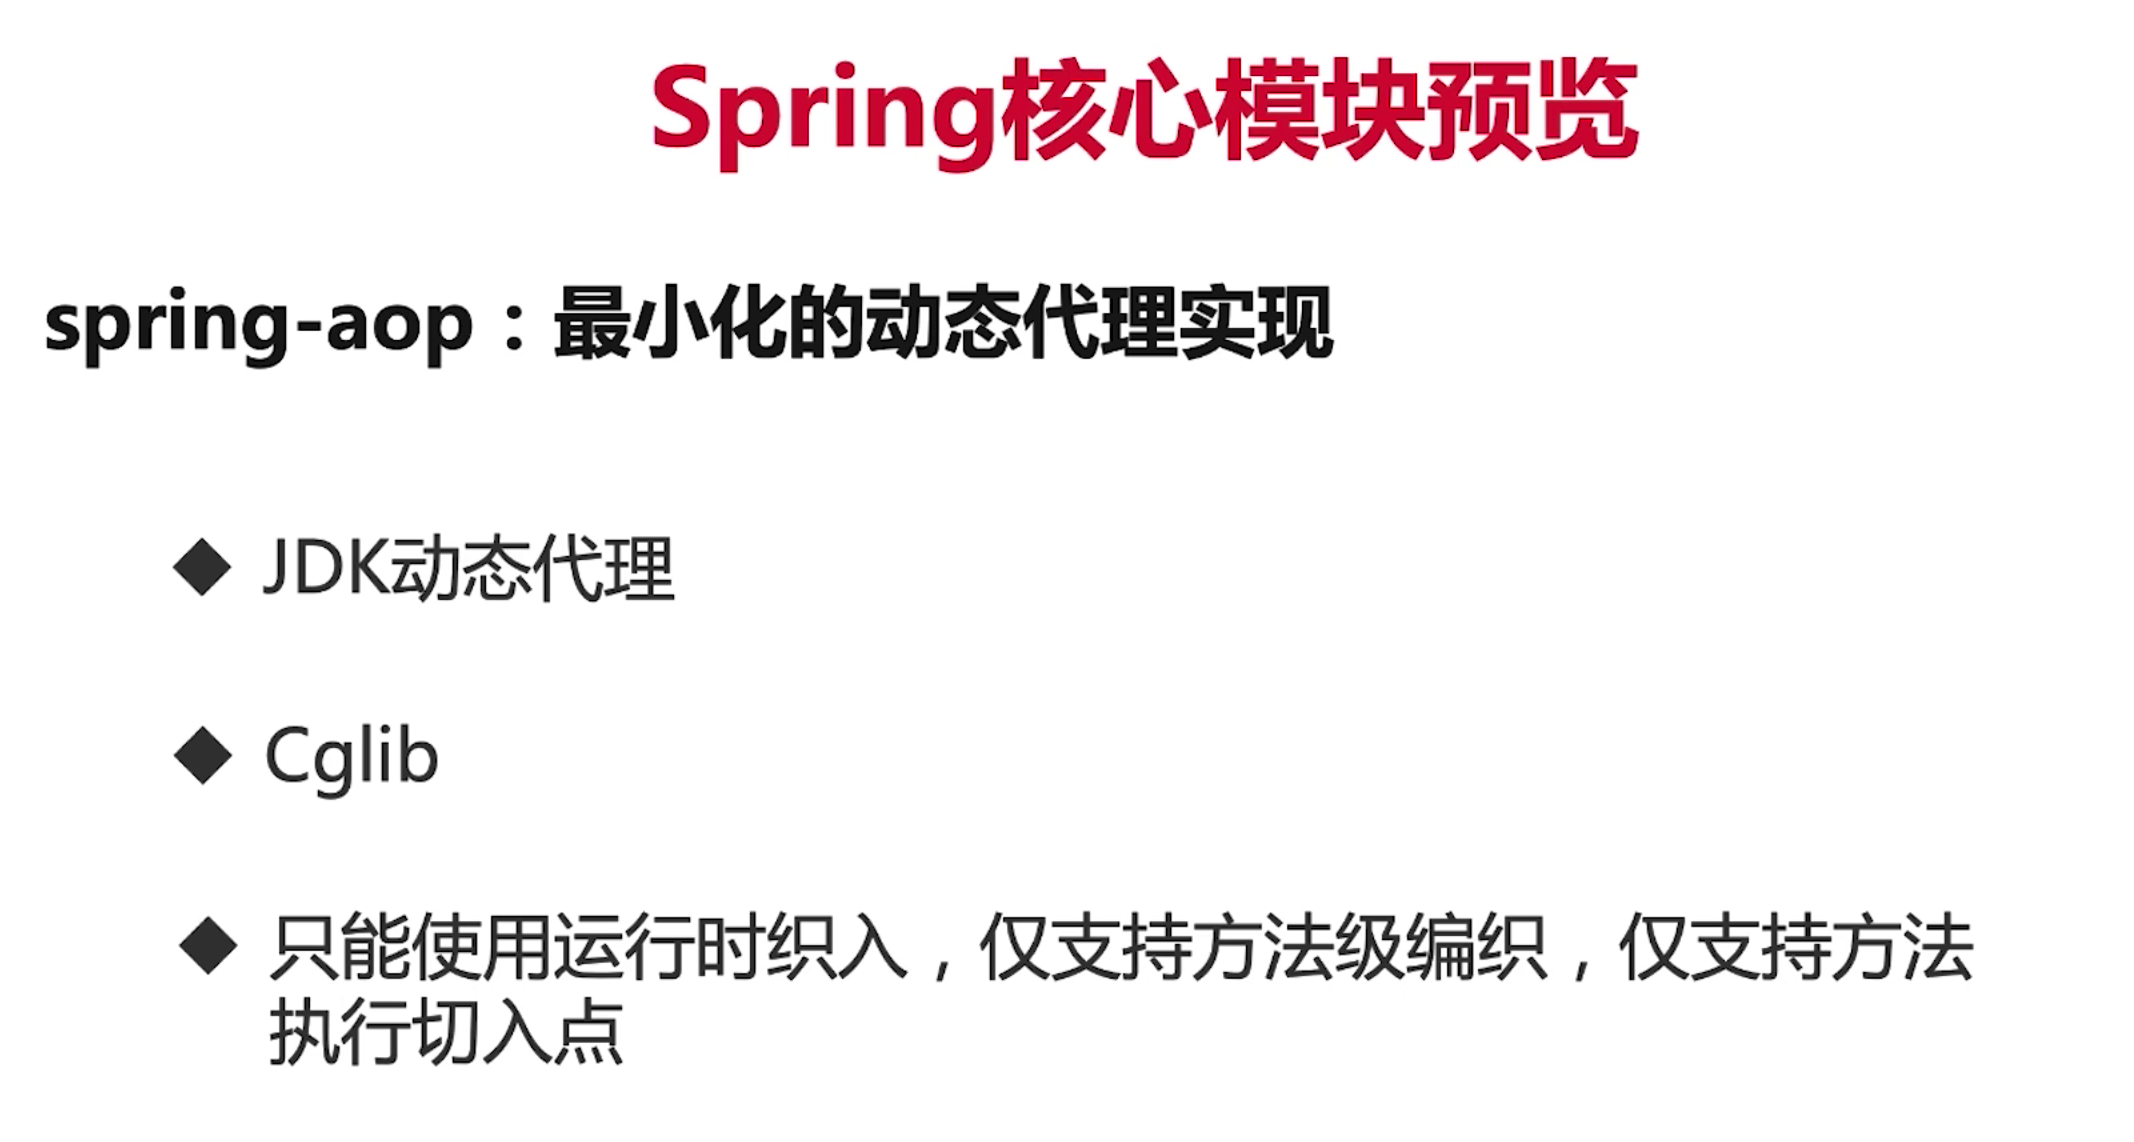 Spring核心模块预览
spring-aop：最小化的动态代理实现
◆ JDK动态代理
◆ Cglib
◆ 只能使用运行时织入，仅支持方法级编织，仅支持方法
执行切入点